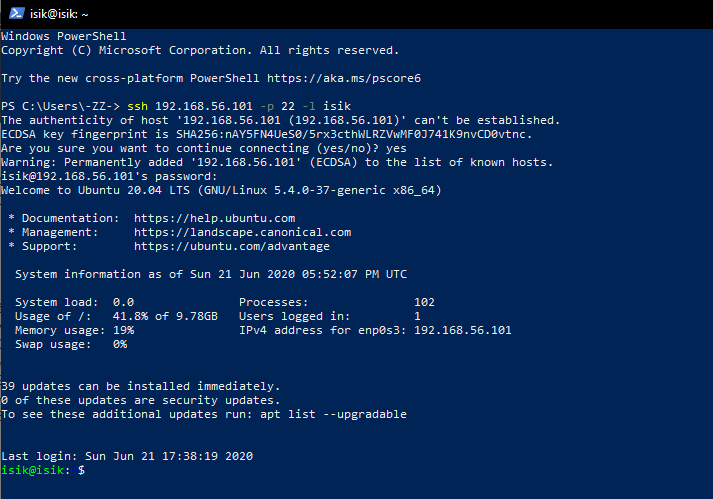 isik@isik: ~
Windows PowerShell
Copyright (C) Microsoft Corporation. All rights reserved.
Try the new cross-platform PowerShell https://aka.ms/pscore6
PS C:\Users\-ZZ-> ssh 192.168.56.101 -p 22 -l isik
The authenticity of host '192.168.56.101 (192.168.56.101)' can't be established.
ECDSA key fingerprint is SHA256:nAY5FN4UeS0/5rx3cthWLRZVwMF0J741K9nvCD0vtnc.
Are you sure you want to continue connecting (yes/no)? yes
Warning: Permanently added '192.168.56.101' (ECDSA) to the list of known hosts.
isik@192.168.56.101's password:
Welcome to Ubuntu 20.04 LTS (GNU/Linux 5.4.0-37-generic x86_64)
* Documentation: https://help.ubuntu.com
* Management: https://landscape.canonical.com
* Support: https://ubuntu.com/advantage
System information as of Sun 21 Jun 2020 05:52:07 PM UTC
System load: 0.0 Processes: 102
Usage of /: 41.8% of 9.78GB Users logged in: 1
Memory usage: 19% IPv4 address for enp0s3: 192.168.56.101
Swap usage: 0%
39 updates can be installed immediately.
0 of these updates are security updates.
To see these additional updates run: apt list --upgradable
Last login: Sun Jun 21 17:38:19 2020
isik@isik: $